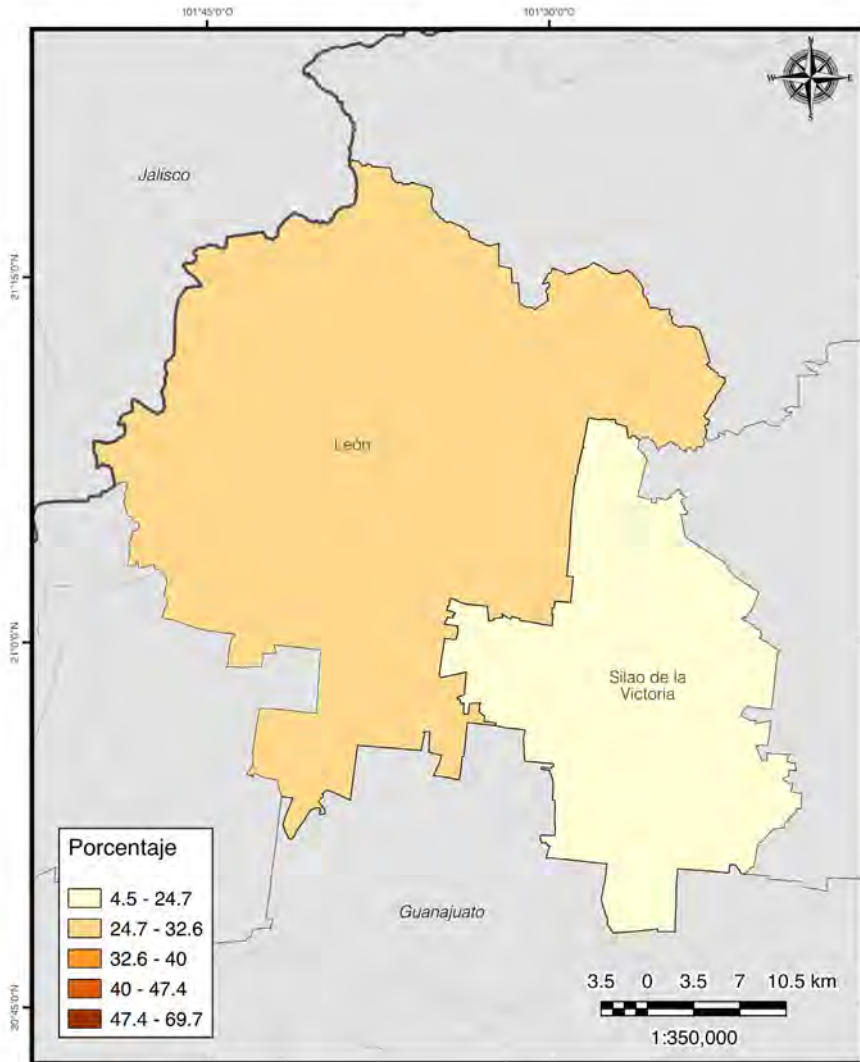 101°45'0"O
101°30'0"O
N
W
E
S
Jalisco
21°15'0"N
León
21°0'0"N
Silao de la
Victoria
Porcentaje
4.5 - 24.7
24.7 - 32.6
32.6 - 40
40 - 47.4
47.4 - 69.7
Guanajuato
3.5 0 3.5 7 10.5 km
1:350,000
20°45'0"N